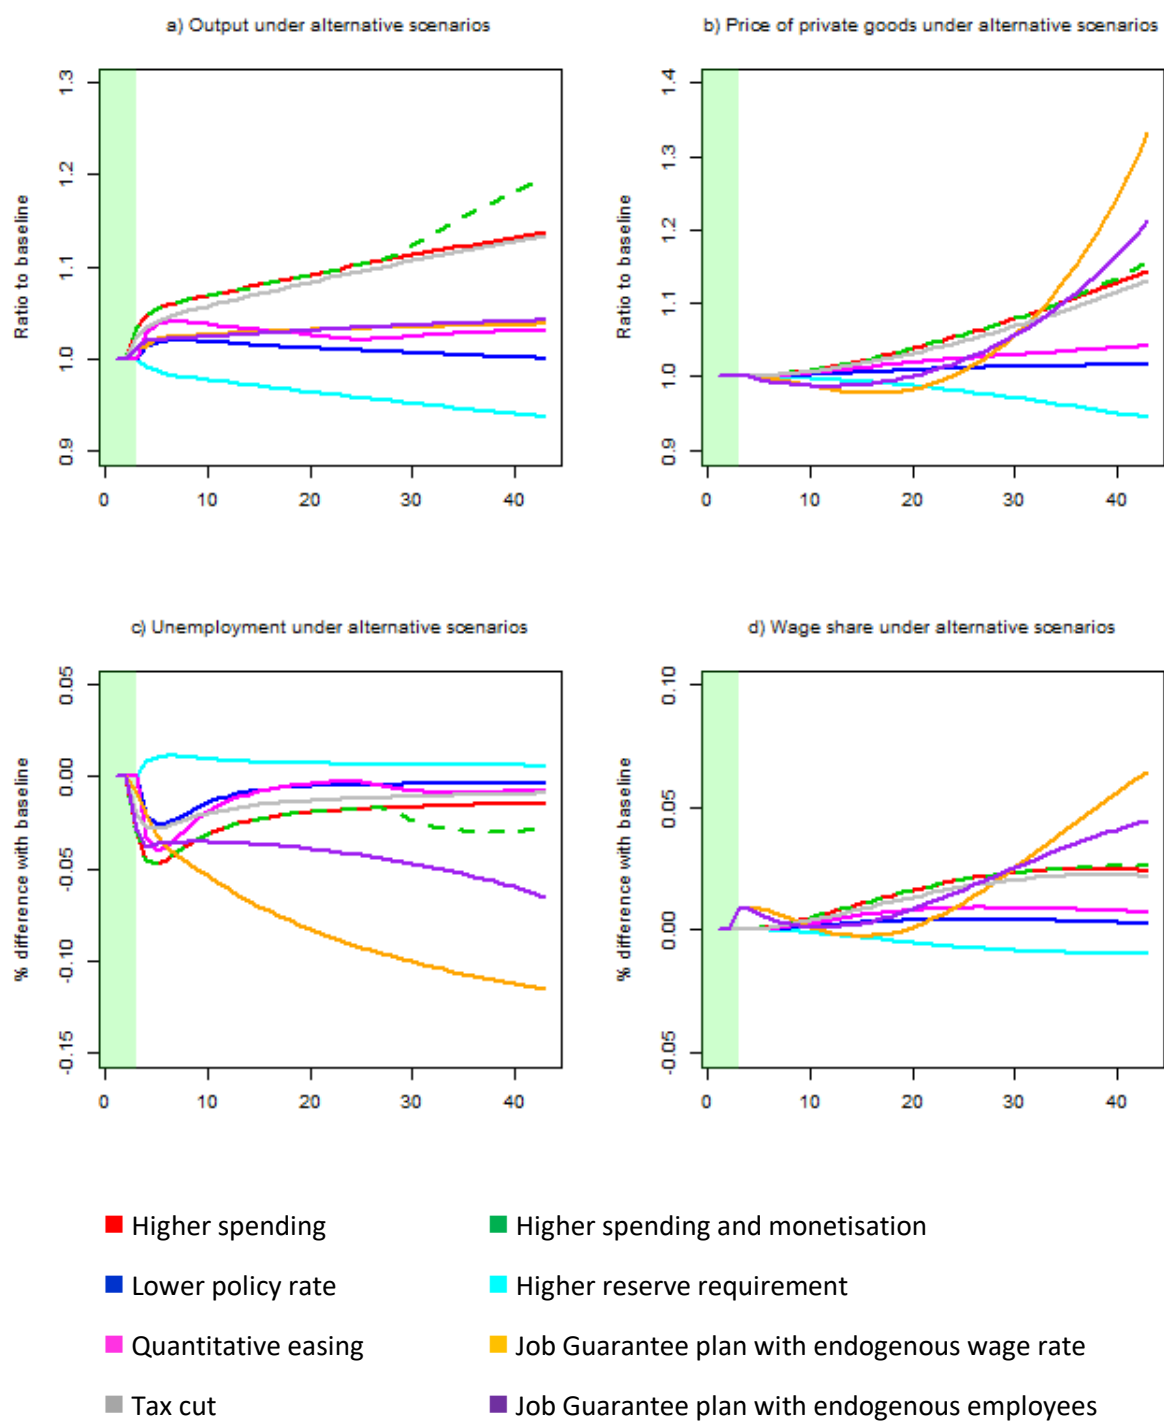 a) Output under alternative scenarios
b) Price of private goods under alternative scenarios
Ratio to baseline
1.3
1.2
1.1
1.0
0.9
0 10 20 30 40
Ratio to baseline
1.4
1.3
1.2
1.1
1.0
0.9
0 10 20 30 40
c) Unemployment under alternative scenarios
d) Wage share under alternative scenarios
% difference with baseline
0.05
0.00
-0.05
-0.10
-0.15
0 10 20 30 40
% difference with baseline
0.10
0.05
0.00
-0.05
0 10 20 30 40
Higher spending
Higher spending and monetisation
Lower policy rate
Higher reserve requirement
Quantitative easing
Job Guarantee plan with endogenous wage rate
Tax cut
Job Guarantee plan with endogenous employees